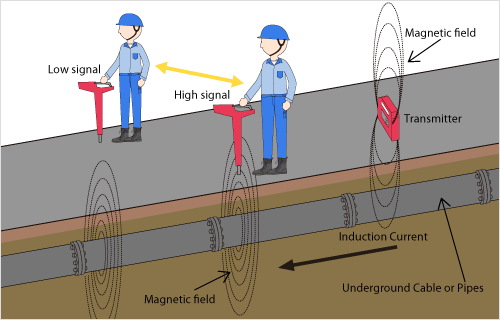 Magnetic field
Low signal
High signal
Transmitter
Induction Current
Underground Cable or Pipes
Magnetic field